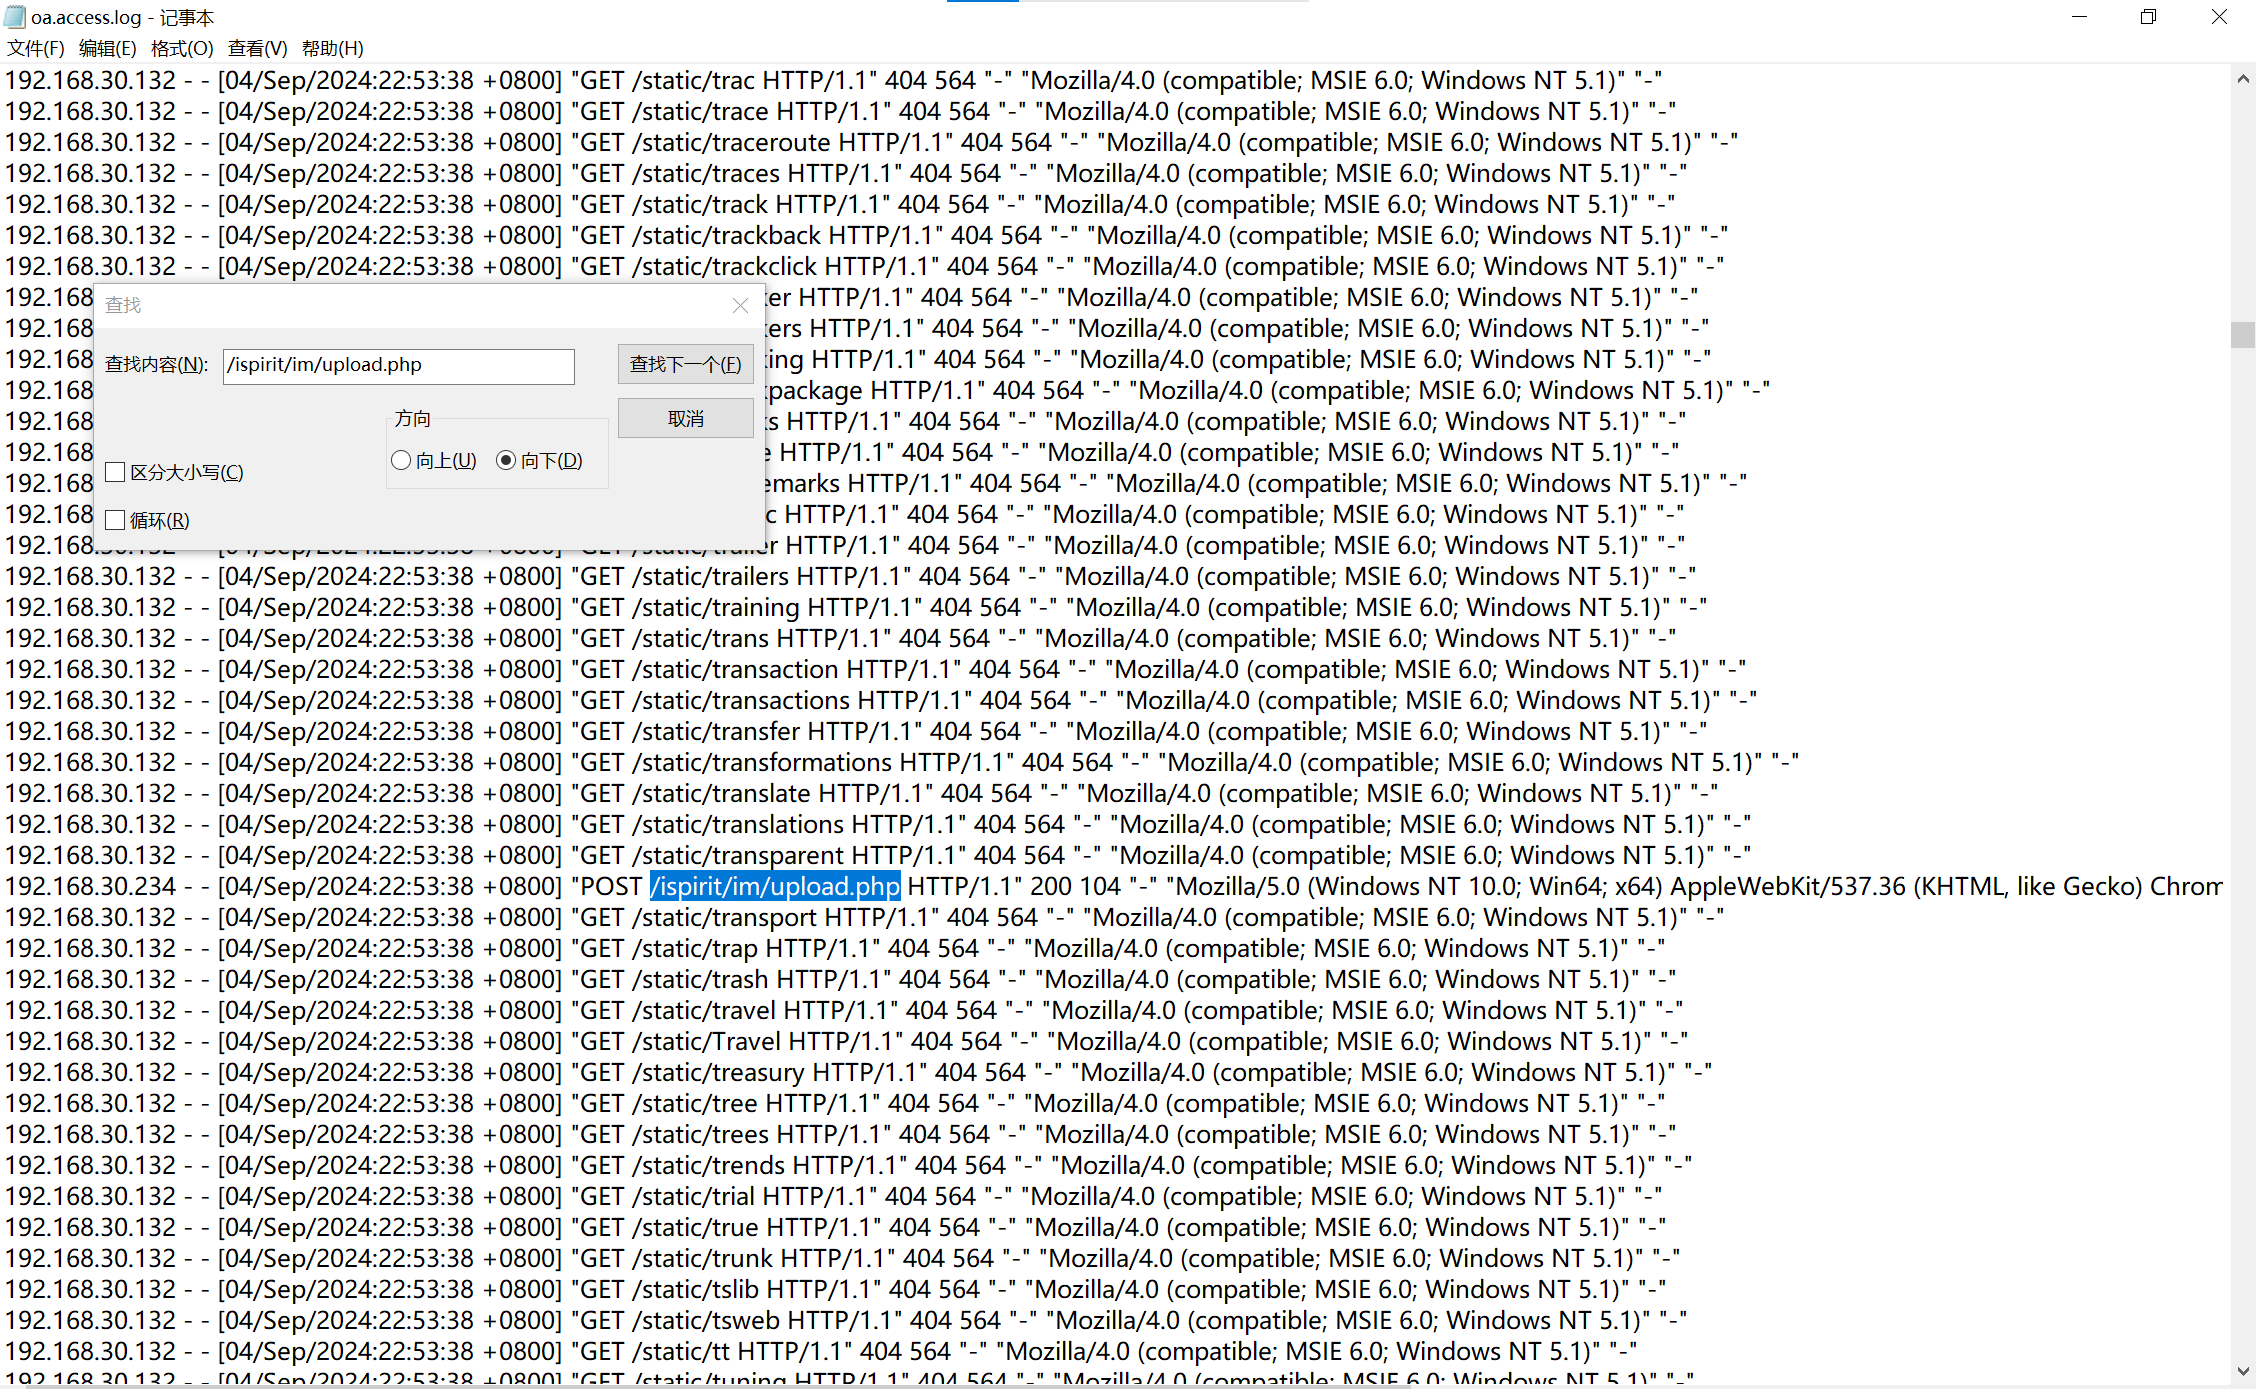 oa.access.log - 记事本
文件(F) 编辑(E) 格式(O) 查看(V) 帮助(H)
192.168.30.132 - - [04/Sep/2024:22:53:38 +0800] "GET /static/trac HTTP/1.1" 404 564 "-" "Mozilla/4.0 (compatible; MSIE 6.0; Windows NT 5.1)" "-"
192.168.30.132 - - [04/Sep/2024:22:53:38 +0800] "GET /static/trace HTTP/1.1" 404 564 "-" "Mozilla/4.0 (compatible; MSIE 6.0; Windows NT 5.1)" "-"
192.168.30.132 - - [04/Sep/2024:22:53:38 +0800] "GET /static/traceroute HTTP/1.1" 404 564 "-" "Mozilla/4.0 (compatible; MSIE 6.0; Windows NT 5.1)" "-"
192.168.30.132 - - [04/Sep/2024:22:53:38 +0800] "GET /static/traces HTTP/1.1" 404 564 "-" "Mozilla/4.0 (compatible; MSIE 6.0; Windows NT 5.1)" "-"
192.168.30.132 - - [04/Sep/2024:22:53:38 +0800] "GET /static/track HTTP/1.1" 404 564 "-" "Mozilla/4.0 (compatible; MSIE 6.0; Windows NT 5.1)" "-"
192.168.30.132 - - [04/Sep/2024:22:53:38 +0800] "GET /static/trackback HTTP/1.1" 404 564 "-" "Mozilla/4.0 (compatible; MSIE 6.0; Windows NT 5.1)" "-"
192.168.30.132 - - [04/Sep/2024:22:53:38 +0800] "GET /static/trackclick HTTP/1.1" 404 564 "-" "Mozilla/4.0 (compatible; MSIE 6.0; Windows NT 5.1)" "-"
192.168 ker HTTP/1.1" 404 564 "-" "Mozilla/4.0 (compatible; MSIE 6.0; Windows NT 5.1)" "-"
192.168 kers HTTP/1.1" 404 564 "-" "Mozilla/4.0 (compatible; MSIE 6.0; Windows NT 5.1)" "-"
192.168 king HTTP/1.1" 404 564 "-" "Mozilla/4.0 (compatible; MSIE 6.0; Windows NT 5.1)" "-"
192.168 kpackage HTTP/1.1" 404 564 "-" "Mozilla/4.0 (compatible; MSIE 6.0; Windows NT 5.1)" "-"
192.168 ks HTTP/1.1" 404 564 "-" "Mozilla/4.0 (compatible; MSIE 6.0; Windows NT 5.1)" "-"
192.168 e HTTP/1.1" 404 564 "-" "Mozilla/4.0 (compatible; MSIE 6.0; Windows NT 5.1)" "-"
192.168 emarks HTTP/1.1" 404 564 "-" "Mozilla/4.0 (compatible; MSIE 6.0; Windows NT 5.1)" "-"
192.168 c HTTP/1.1" 404 564 "-" "Mozilla/4.0 (compatible; MSIE 6.0; Windows NT 5.1)" "-"
查找
查找内容(N): /ispirit/im/upload.php 查找下一个(F)
方向 取消
向上(U) 向下(D)
区分大小写(C)
循环(R)
192.168.30.132 - - [04/Sep/2024:22:53:38 +0800] "GET /static/trailer HTTP/1.1" 404 564 "-" "Mozilla/4.0 (compatible; MSIE 6.0; Windows NT 5.1)" "-"
192.168.30.132 - - [04/Sep/2024:22:53:38 +0800] "GET /static/trailers HTTP/1.1" 404 564 "-" "Mozilla/4.0 (compatible; MSIE 6.0; Windows NT 5.1)" "-"
192.168.30.132 - - [04/Sep/2024:22:53:38 +0800] "GET /static/training HTTP/1.1" 404 564 "-" "Mozilla/4.0 (compatible; MSIE 6.0; Windows NT 5.1)" "-"
192.168.30.132 - - [04/Sep/2024:22:53:38 +0800] "GET /static/trans HTTP/1.1" 404 564 "-" "Mozilla/4.0 (compatible; MSIE 6.0; Windows NT 5.1)" "-"
192.168.30.132 - - [04/Sep/2024:22:53:38 +0800] "GET /static/transaction HTTP/1.1" 404 564 "-" "Mozilla/4.0 (compatible; MSIE 6.0; Windows NT 5.1)" "-"
192.168.30.132 - - [04/Sep/2024:22:53:38 +0800] "GET /static/transactions HTTP/1.1" 404 564 "-" "Mozilla/4.0 (compatible; MSIE 6.0; Windows NT 5.1)" "-"
192.168.30.132 - - [04/Sep/2024:22:53:38 +0800] "GET /static/transfer HTTP/1.1" 404 564 "-" "Mozilla/4.0 (compatible; MSIE 6.0; Windows NT 5.1)" "-"
192.168.30.132 - - [04/Sep/2024:22:53:38 +0800] "GET /static/transformations HTTP/1.1" 404 564 "-" "Mozilla/4.0 (compatible; MSIE 6.0; Windows NT 5.1)" "-"
192.168.30.132 - - [04/Sep/2024:22:53:38 +0800] "GET /static/translate HTTP/1.1" 404 564 "-" "Mozilla/4.0 (compatible; MSIE 6.0; Windows NT 5.1)" "-"
192.168.30.132 - - [04/Sep/2024:22:53:38 +0800] "GET /static/translations HTTP/1.1" 404 564 "-" "Mozilla/4.0 (compatible; MSIE 6.0; Windows NT 5.1)" "-"
192.168.30.132 - - [04/Sep/2024:22:53:38 +0800] "GET /static/transparent HTTP/1.1" 404 564 "-" "Mozilla/4.0 (compatible; MSIE 6.0; Windows NT 5.1)" "-"
192.168.30.234 - - [04/Sep/2024:22:53:38 +0800] "POST /ispirit/im/upload.php HTTP/1.1" 200 104 "-" "Mozilla/5.0 (Windows NT 10.0; Win64; x64) AppleWebKit/537.36 (KHTML, like Gecko) Chrom
192.168.30.132 - - [04/Sep/2024:22:53:38 +0800] "GET /static/transport HTTP/1.1" 404 564 "-" "Mozilla/4.0 (compatible; MSIE 6.0; Windows NT 5.1)" "-"
192.168.30.132 - - [04/Sep/2024:22:53:38 +0800] "GET /static/trap HTTP/1.1" 404 564 "-" "Mozilla/4.0 (compatible; MSIE 6.0; Windows NT 5.1)" "-"
192.168.30.132 - - [04/Sep/2024:22:53:38 +0800] "GET /static/trash HTTP/1.1" 404 564 "-" "Mozilla/4.0 (compatible; MSIE 6.0; Windows NT 5.1)" "-"
192.168.30.132 - - [04/Sep/2024:22:53:38 +0800] "GET /static/travel HTTP/1.1" 404 564 "-" "Mozilla/4.0 (compatible; MSIE 6.0; Windows NT 5.1)" "-"
192.168.30.132 - - [04/Sep/2024:22:53:38 +0800] "GET /static/Travel HTTP/1.1" 404 564 "-" "Mozilla/4.0 (compatible; MSIE 6.0; Windows NT 5.1)" "-"
192.168.30.132 - - [04/Sep/2024:22:53:38 +0800] "GET /static/treasury HTTP/1.1" 404 564 "-" "Mozilla/4.0 (compatible; MSIE 6.0; Windows NT 5.1)" "-"
192.168.30.132 - - [04/Sep/2024:22:53:38 +0800] "GET /static/tree HTTP/1.1" 404 564 "-" "Mozilla/4.0 (compatible; MSIE 6.0; Windows NT 5.1)" "-"
192.168.30.132 - - [04/Sep/2024:22:53:38 +0800] "GET /static/trees HTTP/1.1" 404 564 "-" "Mozilla/4.0 (compatible; MSIE 6.0; Windows NT 5.1)" "-"
192.168.30.132 - - [04/Sep/2024:22:53:38 +0800] "GET /static/trends HTTP/1.1" 404 564 "-" "Mozilla/4.0 (compatible; MSIE 6.0; Windows NT 5.1)" "-"
192.168.30.132 - - [04/Sep/2024:22:53:38 +0800] "GET /static/trial HTTP/1.1" 404 564 "-" "Mozilla/4.0 (compatible; MSIE 6.0; Windows NT 5.1)" "-"
192.168.30.132 - - [04/Sep/2024:22:53:38 +0800] "GET /static/true HTTP/1.1" 404 564 "-" "Mozilla/4.0 (compatible; MSIE 6.0; Windows NT 5.1)" "-"
192.168.30.132 - - [04/Sep/2024:22:53:38 +0800] "GET /static/trunk HTTP/1.1" 404 564 "-" "Mozilla/4.0 (compatible; MSIE 6.0; Windows NT 5.1)" "-"
192.168.30.132 - - [04/Sep/2024:22:53:38 +0800] "GET /static/tslib HTTP/1.1" 404 564 "-" "Mozilla/4.0 (compatible; MSIE 6.0; Windows NT 5.1)" "-"
192.168.30.132 - - [04/Sep/2024:22:53:38 +0800] "GET /static/tsweb HTTP/1.1" 404 564 "-" "Mozilla/4.0 (compatible; MSIE 6.0; Windows NT 5.1)" "-"
192.168.30.132 - - [04/Sep/2024:22:53:38 +0800] "GET /static/tt HTTP/1.1" 404 564 "-" "Mozilla/4.0 (compatible; MSIE 6.0; Windows NT 5.1)" "-"
192.168.30.132 - - [04/Sep/2024:22:53:38 +0800] "GET /static/tuning HTTP/1.1" 404 564 "-" "Mozilla/4.0 (compatible; MSIE 6.0; Windows NT 5.1)" "-"